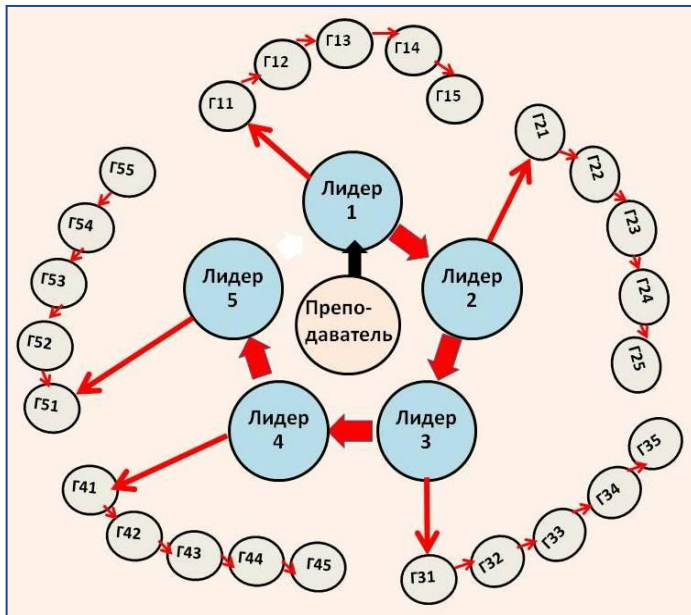 Г11
Г12
Г13
Г14
Г15
Г21
Г22
Г23
Г24
Г25
Г55
Г54
Г53
Г52
Г51
Лидер
1
Лидер
2
Лидер
5
Препо-
даватель
Лидер
4
Лидер
3
Г41
Г42
Г43
Г44
Г45
Г31
Г32
Г33
Г34
Г35